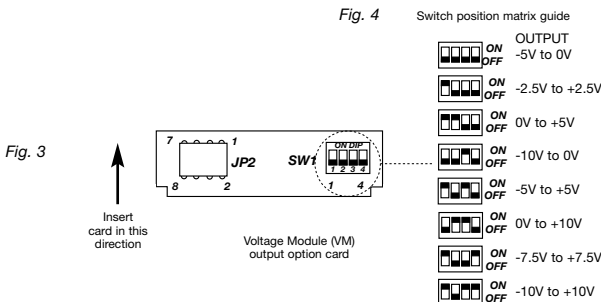 Fig. 4
Switch position matrix guide
OUTPUT
ON
OFF
-5V to 0V
ON
OFF
-2.5V to +2.5V
ON
OFF
0V to +5V
ON
OFF
-10V to 0V
ON
OFF
-5V to +5V
ON
OFF
0V to +10V
ON
OFF
-7.5V to +7.5V
ON
OFF
-10V to +10V
Fig. 3
Insert
card in this
direction
7 1
JP2
8 2
SW1
ON DIP
1 2 3 4
1 4
Voltage Module (VM)
output option card